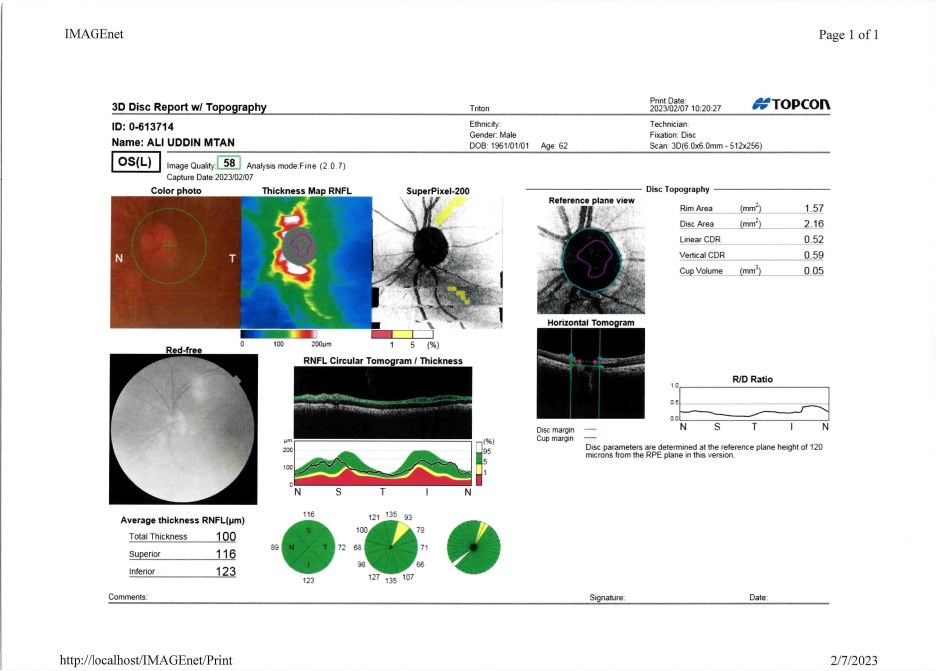 IMAGEnet
Page 1 of 1
3D Disc Report w/ Topography
Triton
Print Date:
2023/02/07 10:20:27
TOPCON
ID: 0-613714
Name: ALI UDDIN MTAN
Ethnicity:
Gender: Male
DOB: 1961/01/01 Age: 62
Technician:
Fixation: Disc
Scan: 3D(6.0x6.0mm - 512x256)
OS(L)
Image Quality: 58 Analysis mode:Fine (2.0.7)
Capture Date:2023/02/07
Color photo
Thickness Map RNFL
SuperPixel-200
N T
0 100 200μm
1 5 (%)
Disc Topography
Reference plane view
Rim Area (mm²) 1.57
Disc Area (mm²) 2.16
Linear CDR 0.52
Vertical CDR 0.59
Cup Volume (mm³) 0.05
Horizontal Tomogram
Disc margin
Cup margin
R/D Ratio
1.0
0.5
0.0
N S T I N
Disc parameters are determined at the reference plane height of 120
microns from the RPE plane in this version.
Red-free
RNFL Circular Tomogram / Thickness
μm
200
100
0
N S T I N
(%)
95
5
1
Average thickness RNFL(μm)
Total Thickness 100
Superior 116
Inferior 123
116
S
89 N T 72
I
123
121 135 93
100 78
68 71
98 66
127 135 107
Comments:
Signature:
Date:
http://localhost/IMAGEnet/Print
2/7/2023